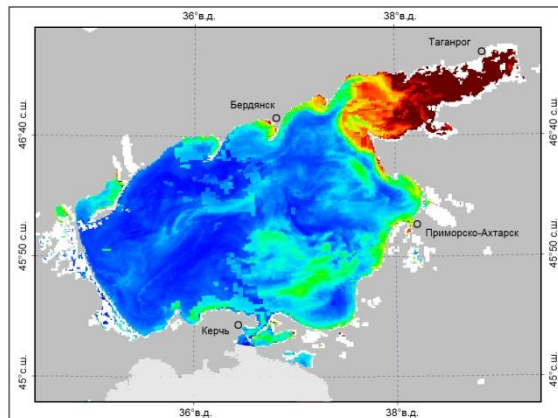 36°в.д.
38°в.д.
Таганрог
Бердянск
46°40 с.ш.
46°40 с.ш.
Приморско-Ахтарск
45°50 с.ш.
45°50 с.ш.
Керчь
45°с.ш.
45°с.ш.
36°в.д.
38°в.д.